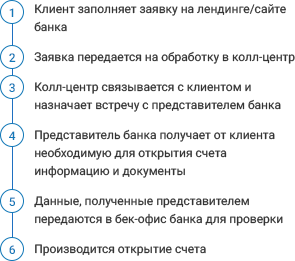 1 Клиент заполняет заявку на лендинге/сайте
банка
2 Заявка передается на обработку в колл-центр
3 Колл-центр связывается с клиентом и
назначает встречу с представителем банка
4 Представитель банка получает от клиента
необходимую для открытия счета
информацию и документы
5 Данные, полученные представителем
передаются в бек-офис банка для проверки
6 Производится открытие счета